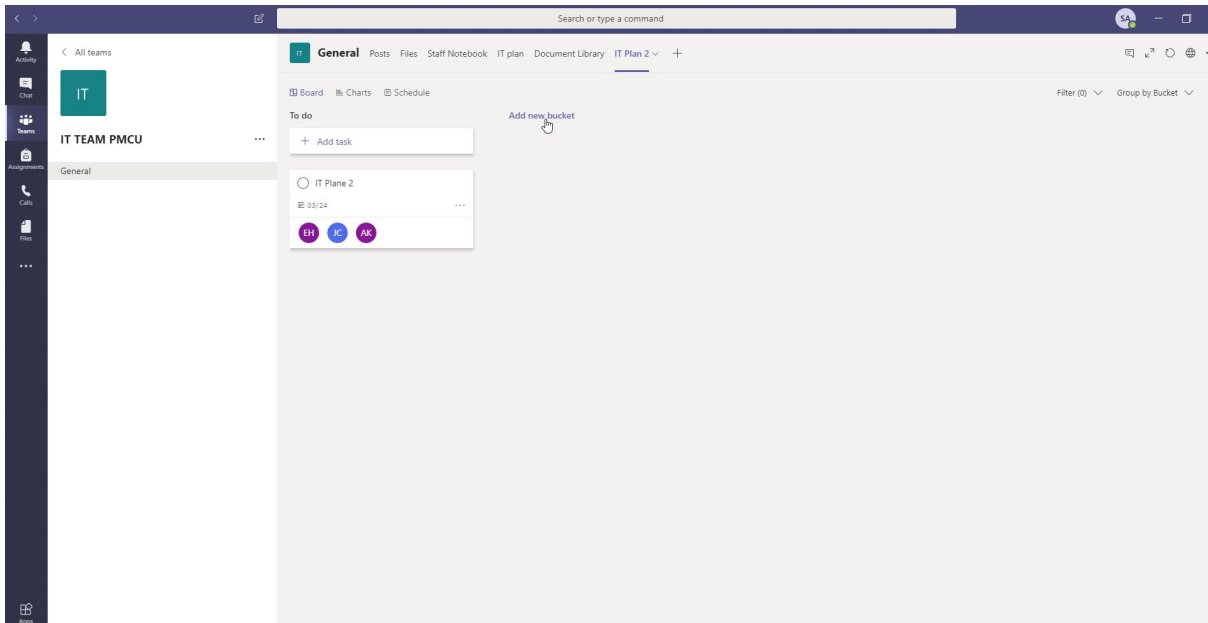 Search or type a command
SA
Activity
Chat
Teams
Assignments
Calls
Files
Apps
All teams
IT
IT TEAM PMCU
General
IT General Posts Files Staff Notebook IT plan Document Library IT Plan 2
Board Charts Schedule
Filter (0) Group by Bucket
To do
Add new bucket
+ Add task
IT Plane 2
03/24
EH JC AK